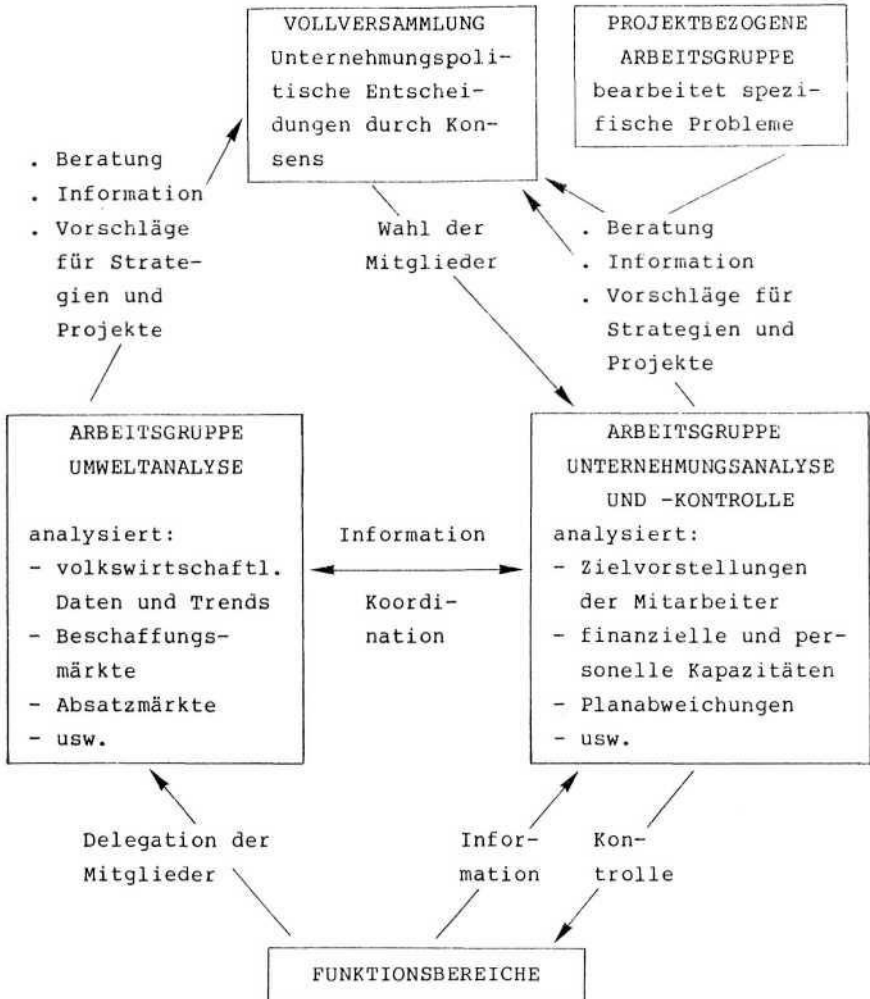 VOLLVERSAMMLUNG
Unternehmungspoli-
tische Entschei-
dungen durch Kon-
sens
PROJEKTBEZOGENE
ARBEITSGRUPPE
bearbeitet spezi-
fische Probleme
. Beratung
. Information
. Vorschläge
für Strate-
gien und
Projekte
Wahl der
Mitglieder
. Beratung
. Information
. Vorschläge für
Strategien und
Projekte
ARBEITSGRUPPE
UMWELTANALYSE
analysiert:
- volkswirtschaftl.
Daten und Trends
- Beschaffungs-
märkte
- Absatzmärkte
- usw.
Information
Koordi-
nation
ARBEITSGRUPPE
UNTERNEHMUNGSANALYSE
UND -KONTROLLE
analysiert:
- Zielvorstellungen
der Mitarbeiter
- finanzielle und per-
sonelle Kapazitäten
- Planabweichungen
- usw.
Delegation der
Mitglieder
Infor-
mation
Kon-
trolle
FUNKTIONSBEREICHE